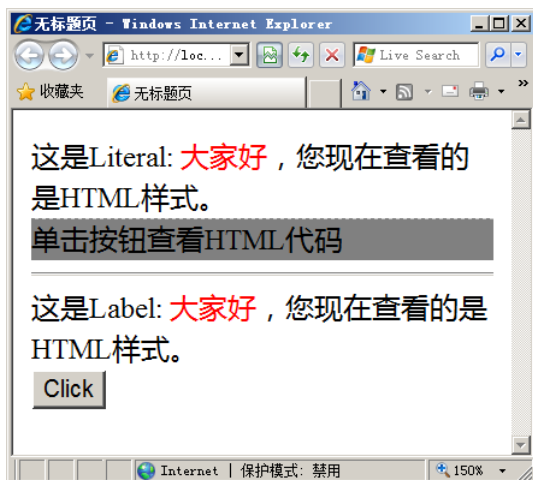 无标题页 - Windows Internet Explorer
http://loc...
Live Search
收藏夹
无标题页
»
这是Literal: 大家好，您现在查看的
是HTML样式。
单击按钮查看HTML代码
这是Label: 大家好，您现在查看的是
HTML样式。
Click
Internet | 保护模式: 禁用
150%